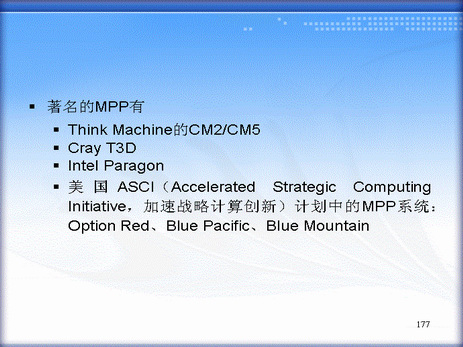 ▪ 著名的MPP有
▪ Think Machine的CM2/CM5
▪ Cray T3D
▪ Intel Paragon
▪ 美国ASCI（Accelerated Strategic Computing
Initiative，加速战略计算创新）计划中的MPP系统：
Option Red、Blue Pacific、Blue Mountain
177